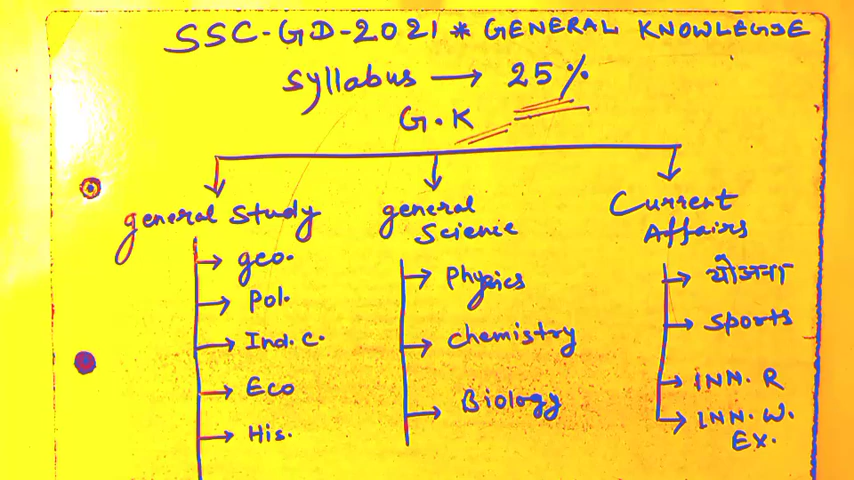 SSC-GD-2021 * GENERAL KNOWLEGDE
Syllabus → 25%
G.K
general Study
→ geo.
→ Pol.
→ Ind. C.
→ Eco
→ His.
general
Science
→ Physics
→ Chemistry
→ Biology
Current
Affairs
→ योजना
→ Sports
→ INN. R
→ INN. W.
Ex.